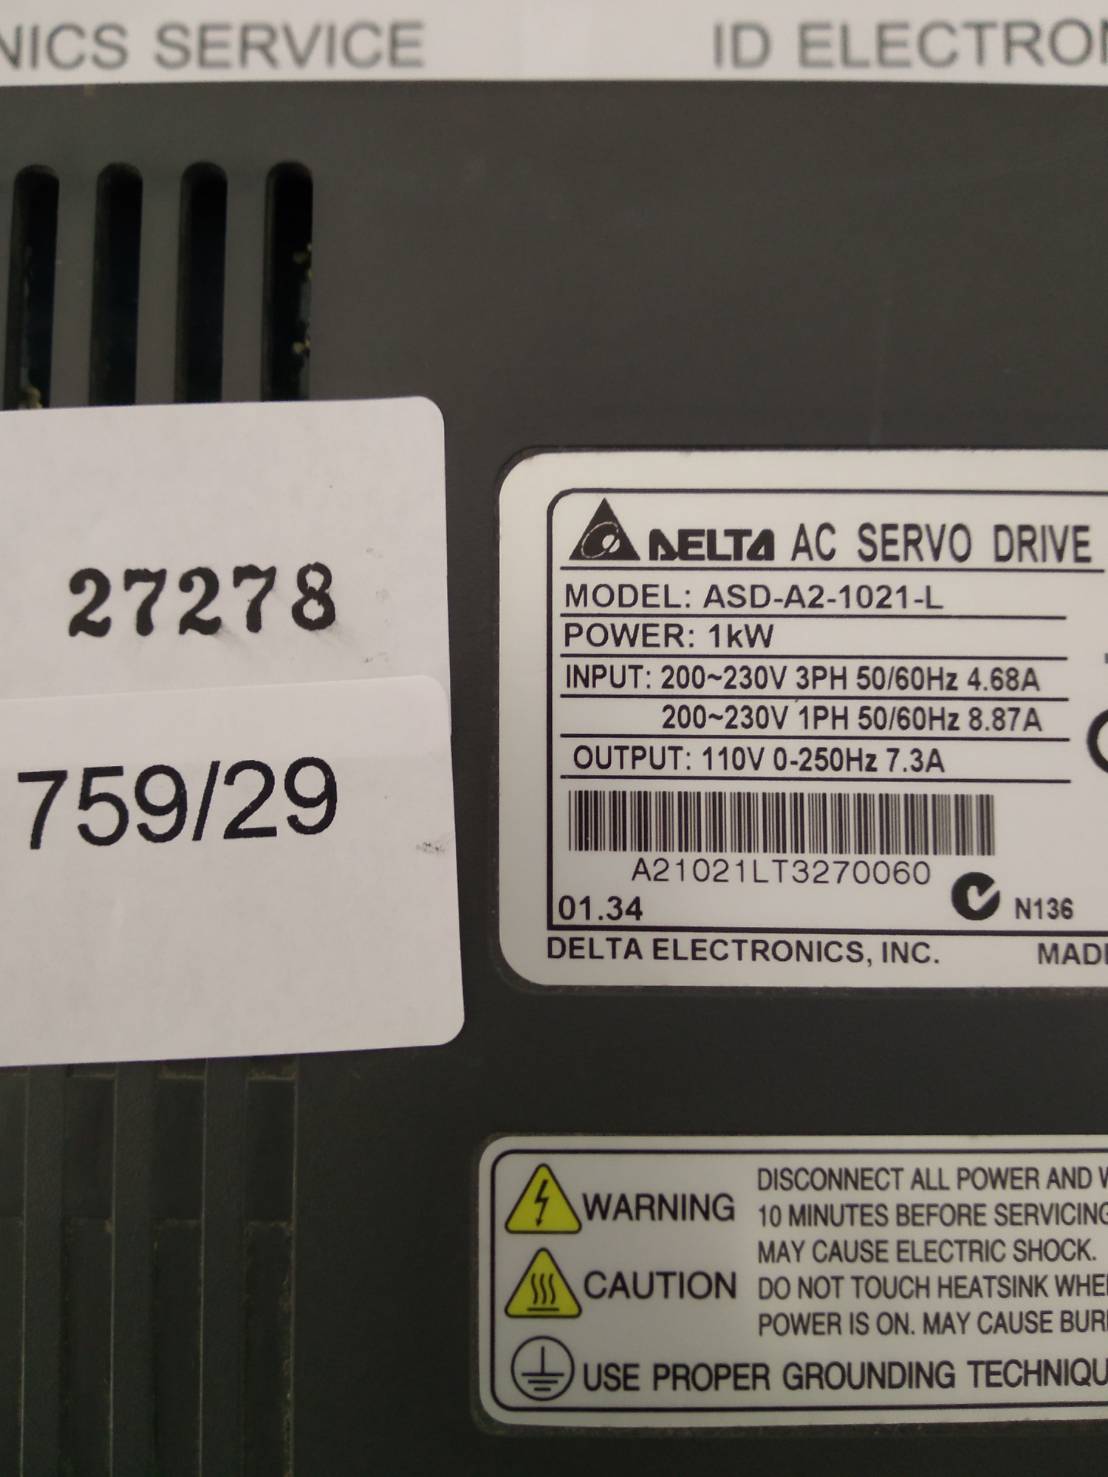 NICS SERVICE ID ELECTRON
27278
759/29
DELTA AC SERVO DRIVE
MODEL: ASD-A2-1021-L
POWER: 1kW
INPUT: 200~230V 3PH 50/60Hz 4.68A
200~230V 1PH 50/60Hz 8.87A
OUTPUT: 110V 0-250Hz 7.3A
A21021LT3270060
01.34
N136
DELTA ELECTRONICS, INC. MADE
WARNING DISCONNECT ALL POWER AND W
10 MINUTES BEFORE SERVICING
MAY CAUSE ELECTRIC SHOCK.
CAUTION DO NOT TOUCH HEATSINK WHEN
POWER IS ON. MAY CAUSE BURN
USE PROPER GROUNDING TECHNIQU